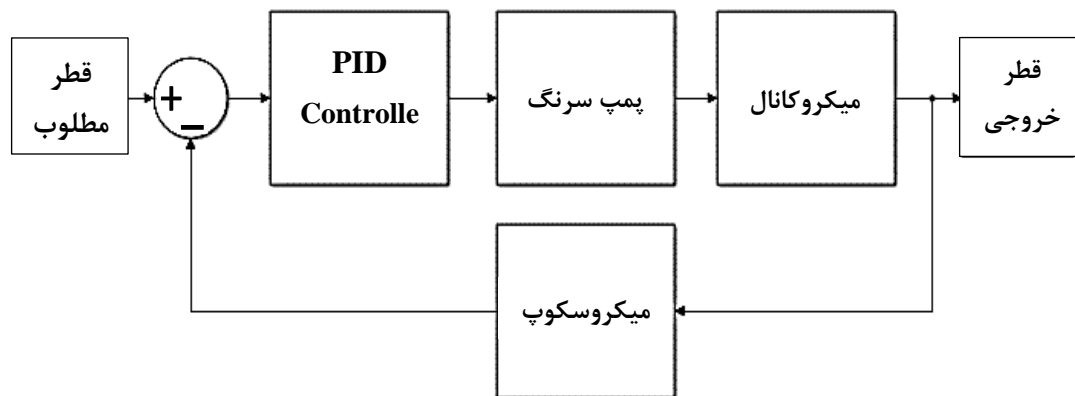 قطر
مطلوب
+
−
PID
Controlle
پمپ سرنگ
میکروکانال
قطر
خروجی
میکروسکوپ